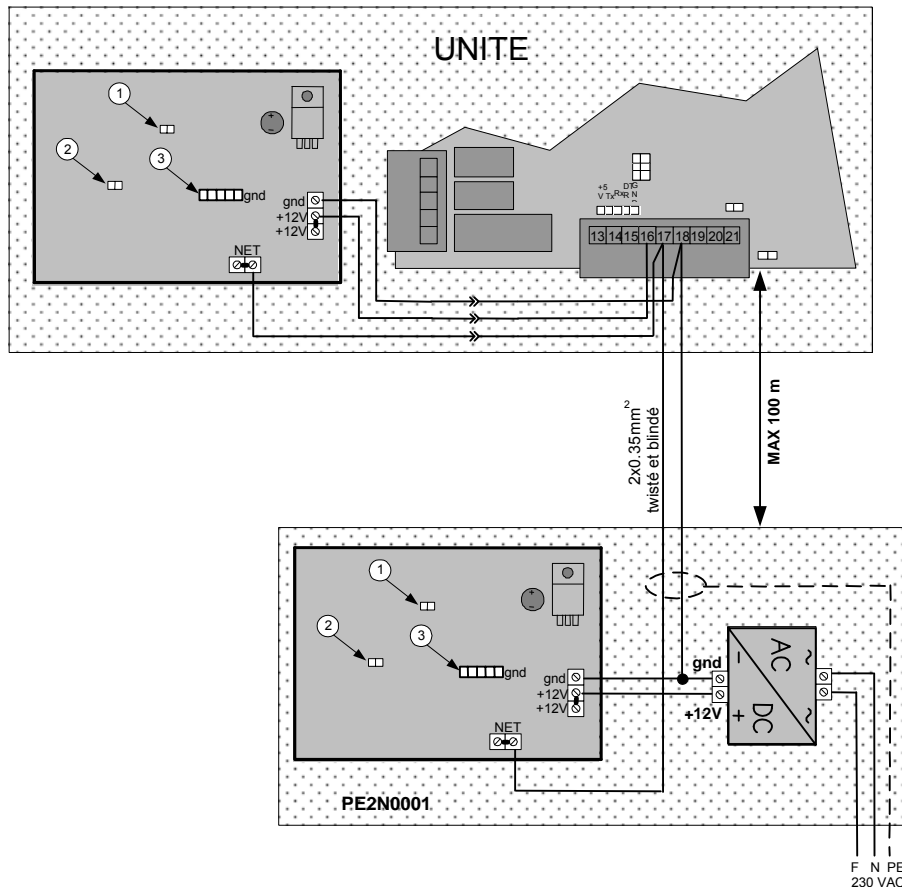 UNITE
1
2
3
gnd
gnd
+12V
+12V
NET
+5
V
Tx
Rx
DT
R
G
N
13 14 15 16 17 18 19 20 21
2x0.35mm²
twisté et blindé
MAX 100 m
1
2
3
gnd
gnd
+12V
+12V
NET
PE2N0001
gnd
+12V
AC
DC
~
~
-
+
F N PE
230 VAC